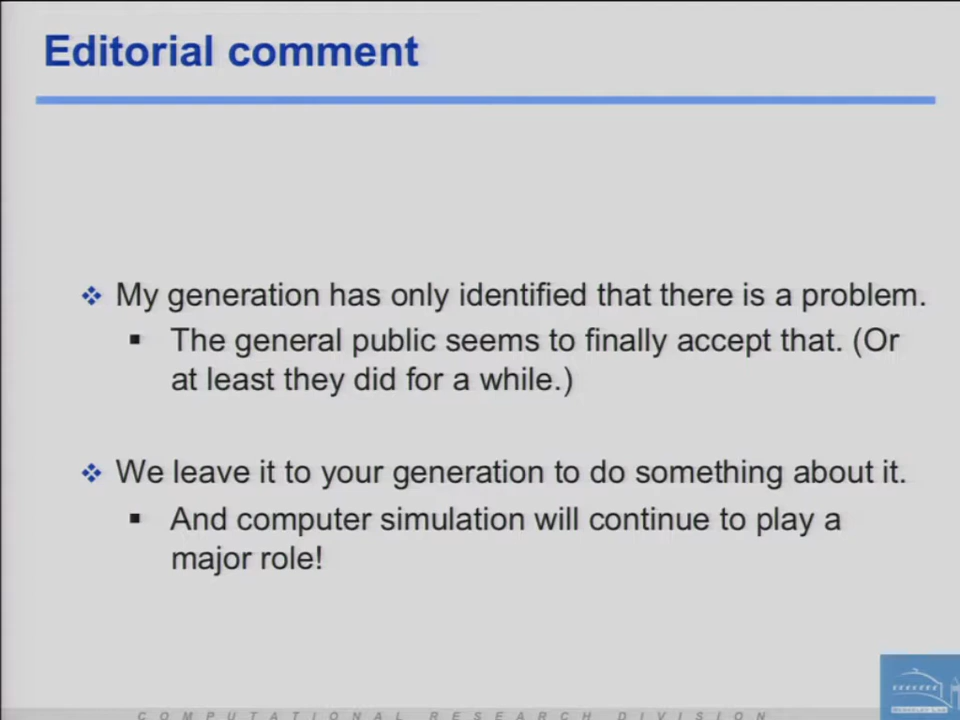 Editorial comment
My generation has only identified that there is a problem.
The general public seems to finally accept that. (Or
at least they did for a while.)
We leave it to your generation to do something about it.
And computer simulation will continue to play a
major role!
COMPUTATIONAL RESEARCH DIVISION